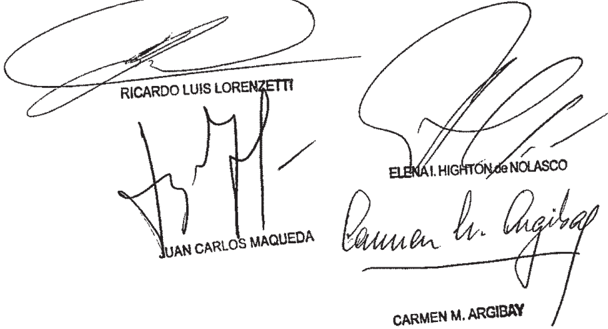 RICARDO LUIS LORENZETTI
ELENA I. HIGHTON de NOLASCO
JUAN CARLOS MAQUEDA
Carmen M. Argibay
CARMEN M. ARGIBAY